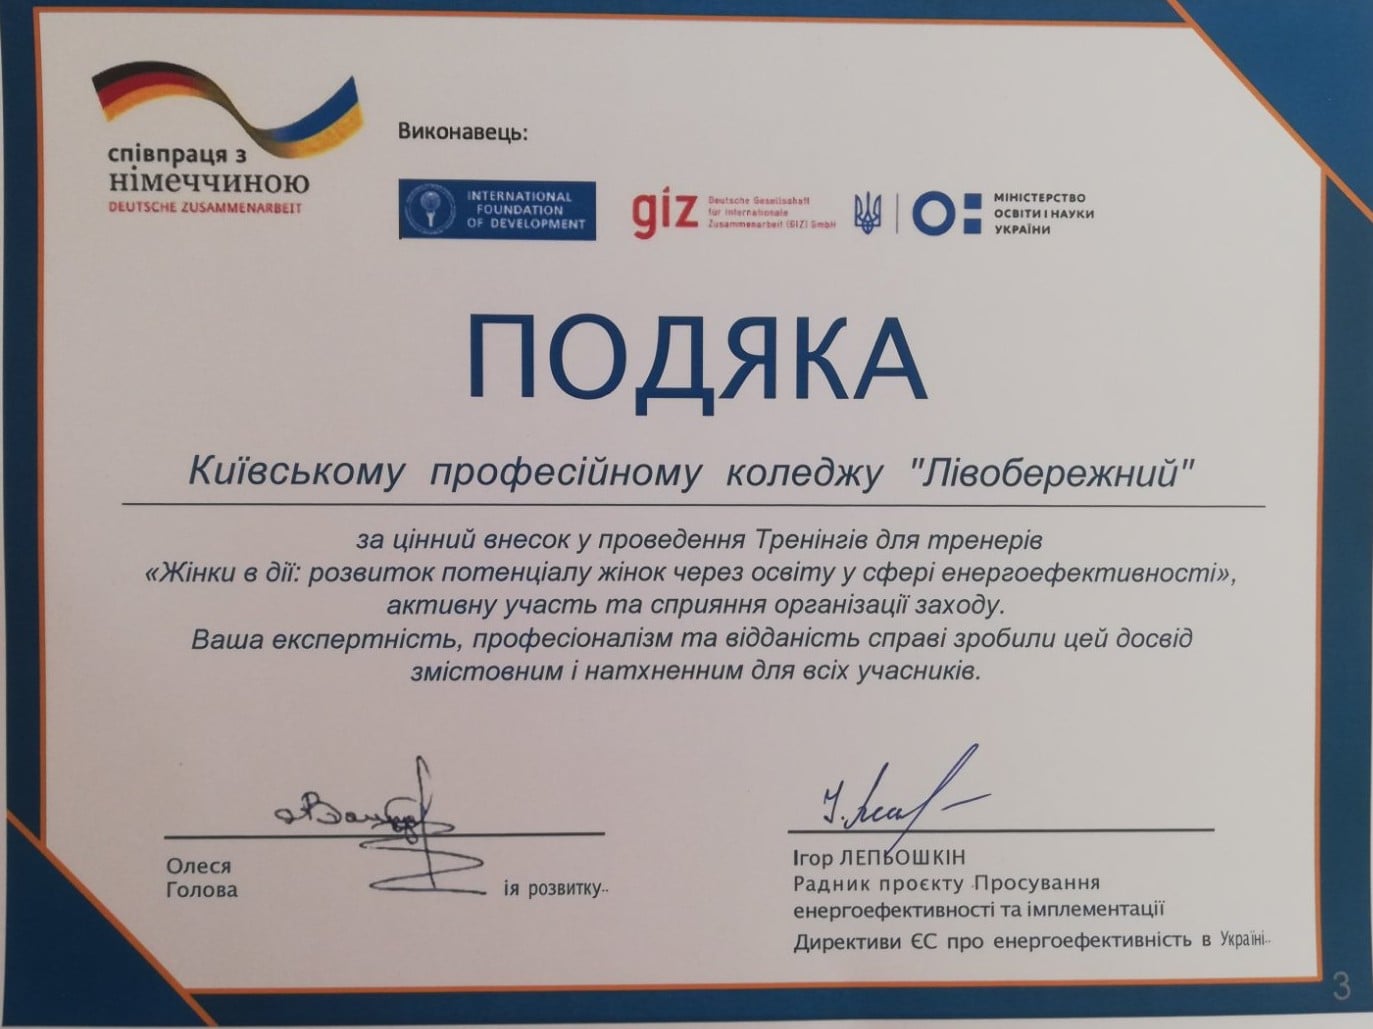 співпраця з
німеччиною
DEUTSCHE ZUSAMMENARBEIT
Виконавець:
INTERNATIONAL
FOUNDATION
OF DEVELOPMENT
giz
Deutsche Gesellschaft
für Internationale
Zusammenarbeit (GIZ) GmbH
МІНІСТЕРСТВО
ОСВІТИ І НАУКИ
УКРАЇНИ
ПОДЯКА
Київському професійному коледжу "Лівобережний"
за цінний внесок у проведення Тренінгів для тренерів
«Жінки в дії: розвиток потенціалу жінок через освіту у сфері енергоефективності»,
активну участь та сприяння організації заходу.
Ваша експертність, професіоналізм та відданість справі зробили цей досвід
змістовним і натхненним для всіх учасників.
Олеся
Голова
ія розвитку..
Ігор ЛЕПЬОШКІН
Радник проєкту Просування
енергоефективності та імплементації
Директиви ЄС про енергоефективність в Україні..
3